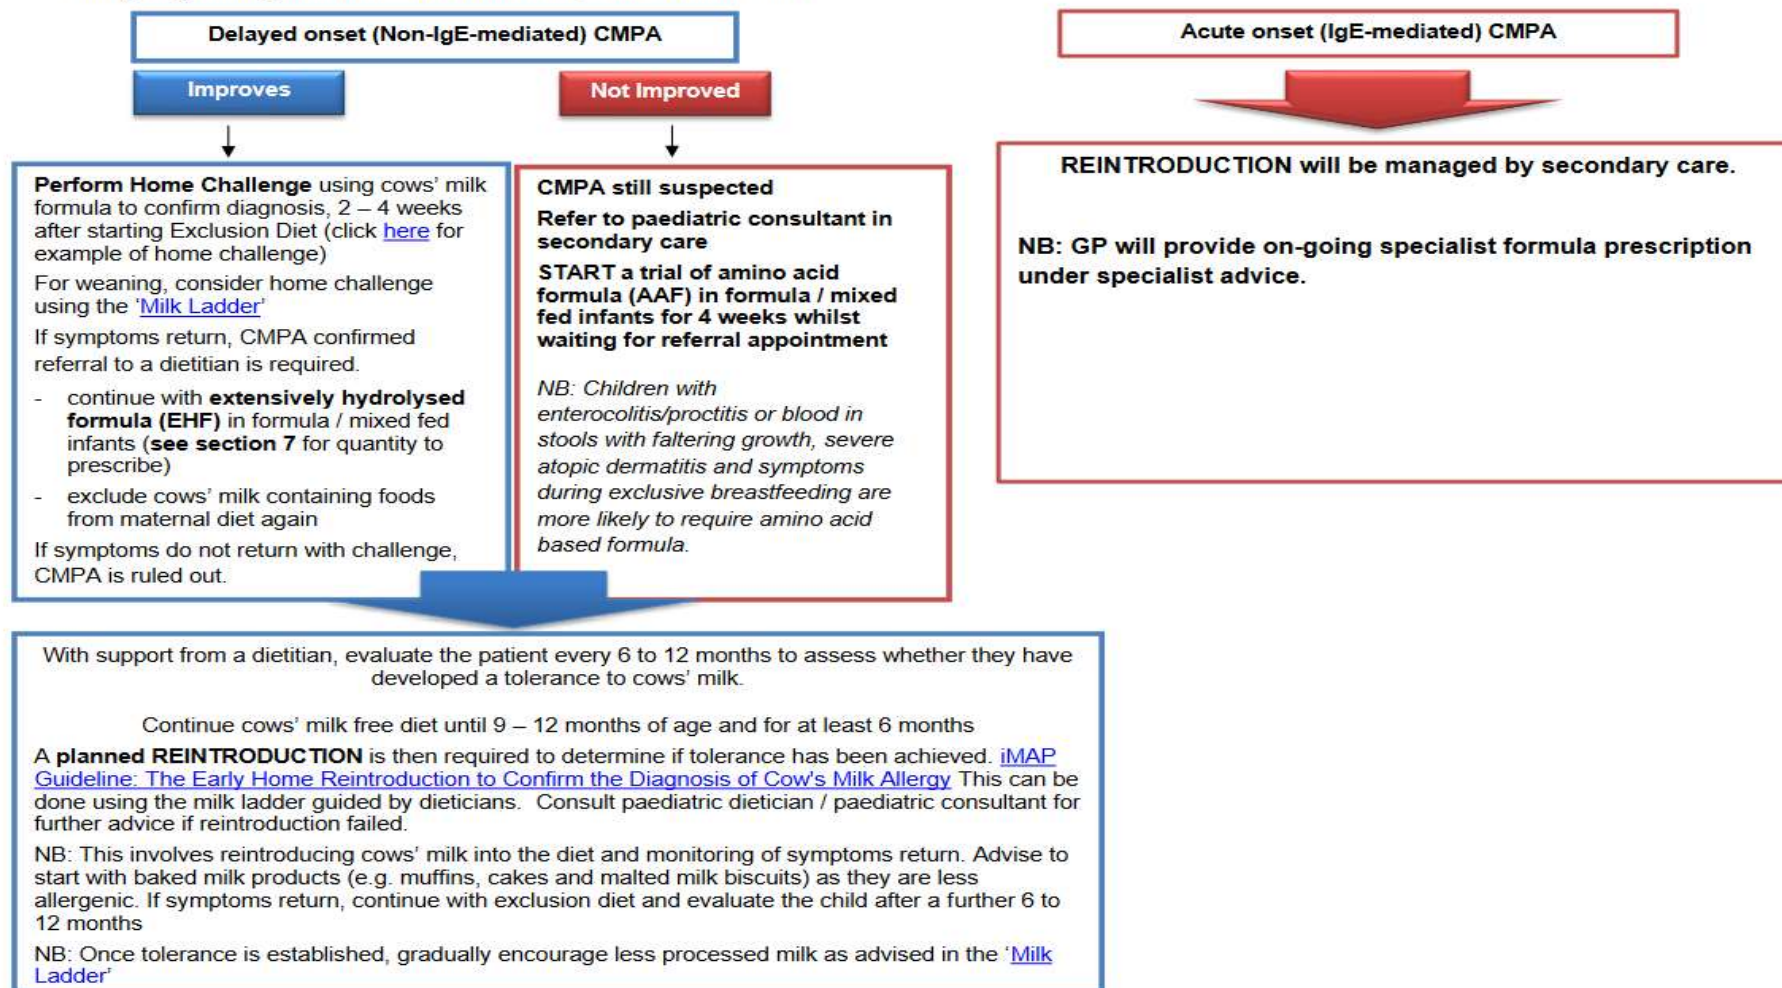 Delayed onset (Non-IgE-mediated) CMPA
Improves
Not Improved
Perform Home Challenge using cows' milk
formula to confirm diagnosis, 2 – 4 weeks
after starting Exclusion Diet (click here for
example of home challenge)
For weaning, consider home challenge
using the 'Milk Ladder'
If symptoms return, CMPA confirmed
referral to a dietitian is required.
- continue with extensively hydrolysed
formula (EHF) in formula / mixed fed
infants (see section 7 for quantity to
prescribe)
- exclude cows' milk containing foods
from maternal diet again
If symptoms do not return with challenge,
CMPA is ruled out.
CMPA still suspected
Refer to paediatric consultant in
secondary care
START a trial of amino acid
formula (AAF) in formula / mixed
fed infants for 4 weeks whilst
waiting for referral appointment
NB: Children with
enterocolitis/proctitis or blood in
stools with faltering growth, severe
atopic dermatitis and symptoms
during exclusive breastfeeding are
more likely to require amino acid
based formula.
Acute onset (IgE-mediated) CMPA
REINTRODUCTION will be managed by secondary care.
NB: GP will provide on-going specialist formula prescription
under specialist advice.
With support from a dietitian, evaluate the patient every 6 to 12 months to assess whether they have
developed a tolerance to cows' milk.
Continue cows' milk free diet until 9 – 12 months of age and for at least 6 months
A planned REINTRODUCTION is then required to determine if tolerance has been achieved. iMAP
Guideline: The Early Home Reintroduction to Confirm the Diagnosis of Cow's Milk Allergy This can be
done using the milk ladder guided by dieticians. Consult paediatric dietician / paediatric consultant for
further advice if reintroduction failed.
NB: This involves reintroducing cows' milk into the diet and monitoring of symptoms return. Advise to
start with baked milk products (e.g. muffins, cakes and malted milk biscuits) as they are less
allergenic. If symptoms return, continue with exclusion diet and evaluate the child after a further 6 to
12 months
NB: Once tolerance is established, gradually encourage less processed milk as advised in the 'Milk
Ladder'